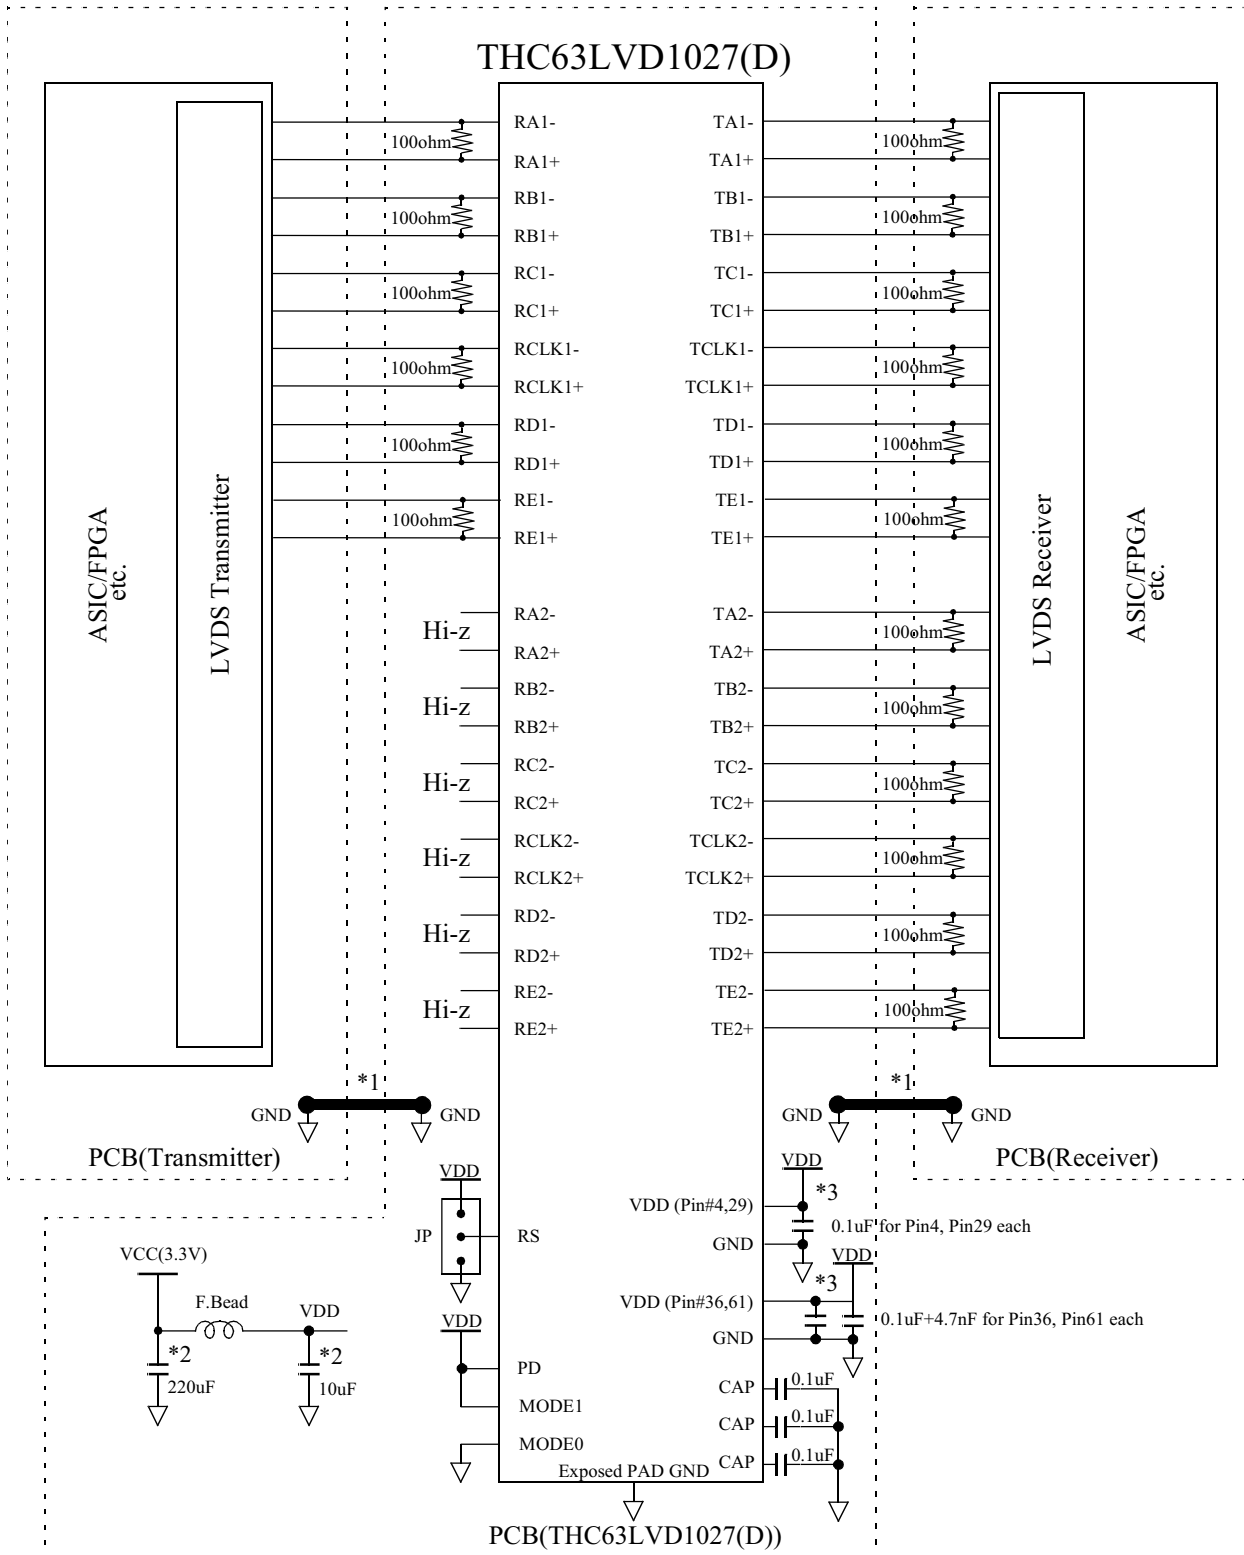 THC63LVD1027(D)
RA1- TA1-
100ohm 100ohm
RA1+ TA1+
RB1- TB1-
100ohm 100ohm
RB1+ TB1+
RC1- TC1-
100ohm 100ohm
RC1+ TC1+
RCLK1- TCLK1-
100ohm 100ohm
RCLK1+ TCLK1+
RD1- TD1-
100ohm 100ohm
RD1+ TD1+
RE1- TE1-
100ohm 100ohm
RE1+ TE1+
ASIC/FPGA
etc.
LVDS Transmitter
LVDS Receiver
ASIC/FPGA
etc.
RA2- TA2-
Hi-z 100ohm
RA2+ TA2+
RB2- TB2-
Hi-z 100ohm
RB2+ TB2+
RC2- TC2-
Hi-z 100ohm
RC2+ TC2+
RCLK2- TCLK2-
Hi-z 100ohm
RCLK2+ TCLK2+
RD2- TD2-
Hi-z 100ohm
RD2+ TD2+
RE2- TE2-
Hi-z 100ohm
RE2+ TE2+
*1 *1
GND GND GND GND
PCB(Transmitter) PCB(Receiver)
VDD VDD
*3
VDD (Pin#4,29)
0.1uF for Pin4, Pin29 each
JP RS GND
VDD
VCC(3.3V)
*3
F.Bead VDD
VDD VDD (Pin#36,61)
0.1uF+4.7nF for Pin36, Pin61 each
GND
*2 *2
220uF 10uF
PD CAP 0.1uF
MODE1
CAP 0.1uF
MODE0
CAP 0.1uF
Exposed PAD GND
PCB(THC63LVD1027(D))